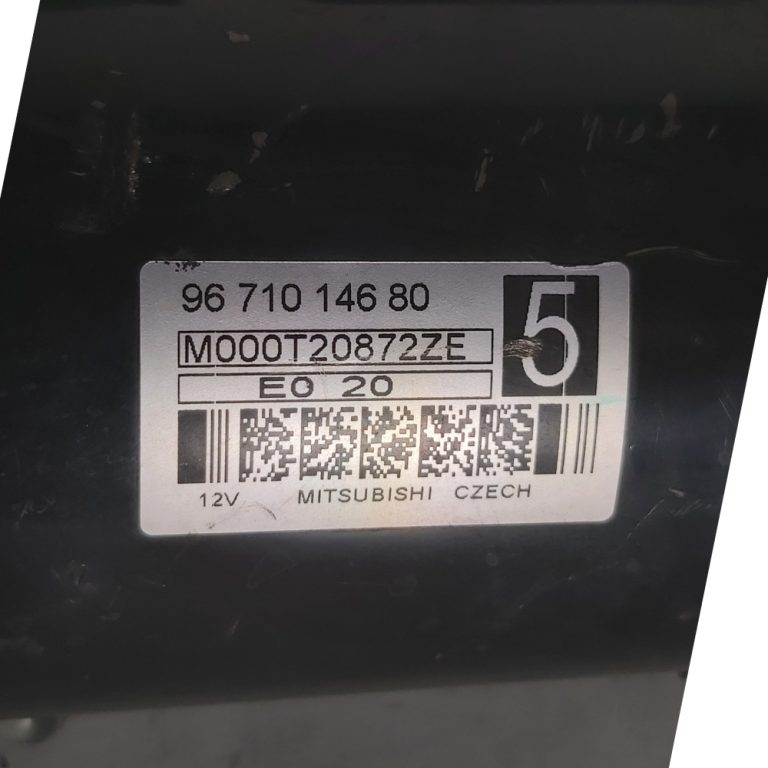 96 710 146 80
5
M000T20872ZE
E0 20
12V MITSUBISHI CZECH